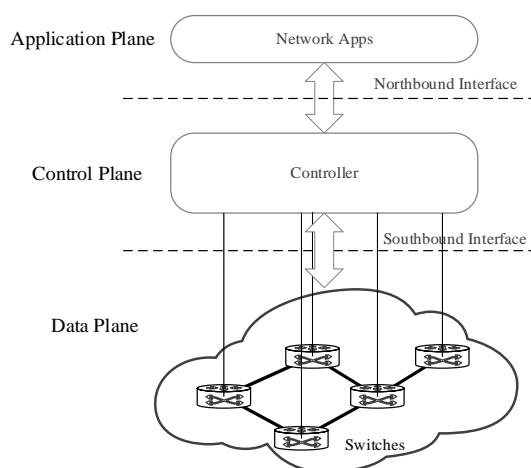 Application Plane
Network Apps
Northbound Interface
Control Plane
Controller
Southbound Interface
Data Plane
Switches